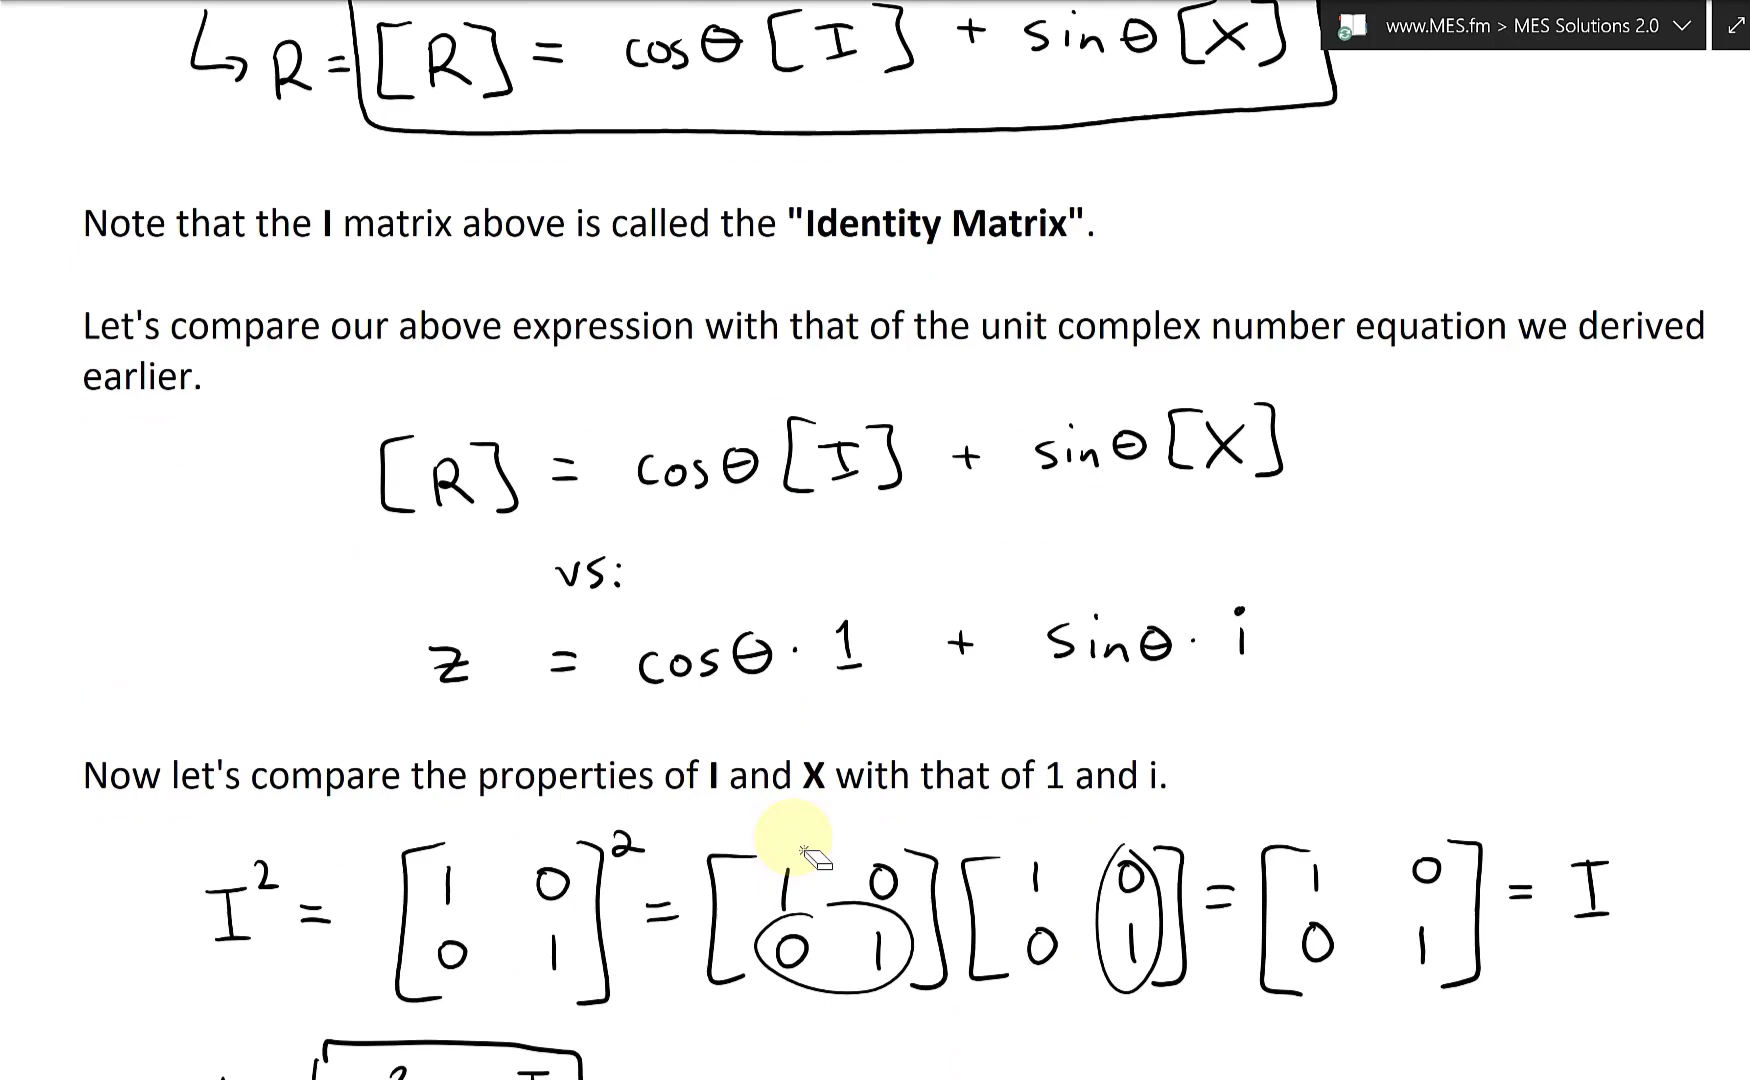 www.MES.fm > MES Solutions 2.0
↳ R = [R] = cosθ [I] + sinθ [X]
Note that the I matrix above is called the "Identity Matrix".
Let's compare our above expression with that of the unit complex number equation we derived
earlier.
[R] = cosθ [I] + sinθ [X]
vs:
z = cosθ · 1 + sinθ · i
Now let's compare the properties of I and X with that of 1 and i.
I² = [1 0; 0 1]² = [1 0; 0 1] [1 0; 0 1] = [1 0; 0 1] = I